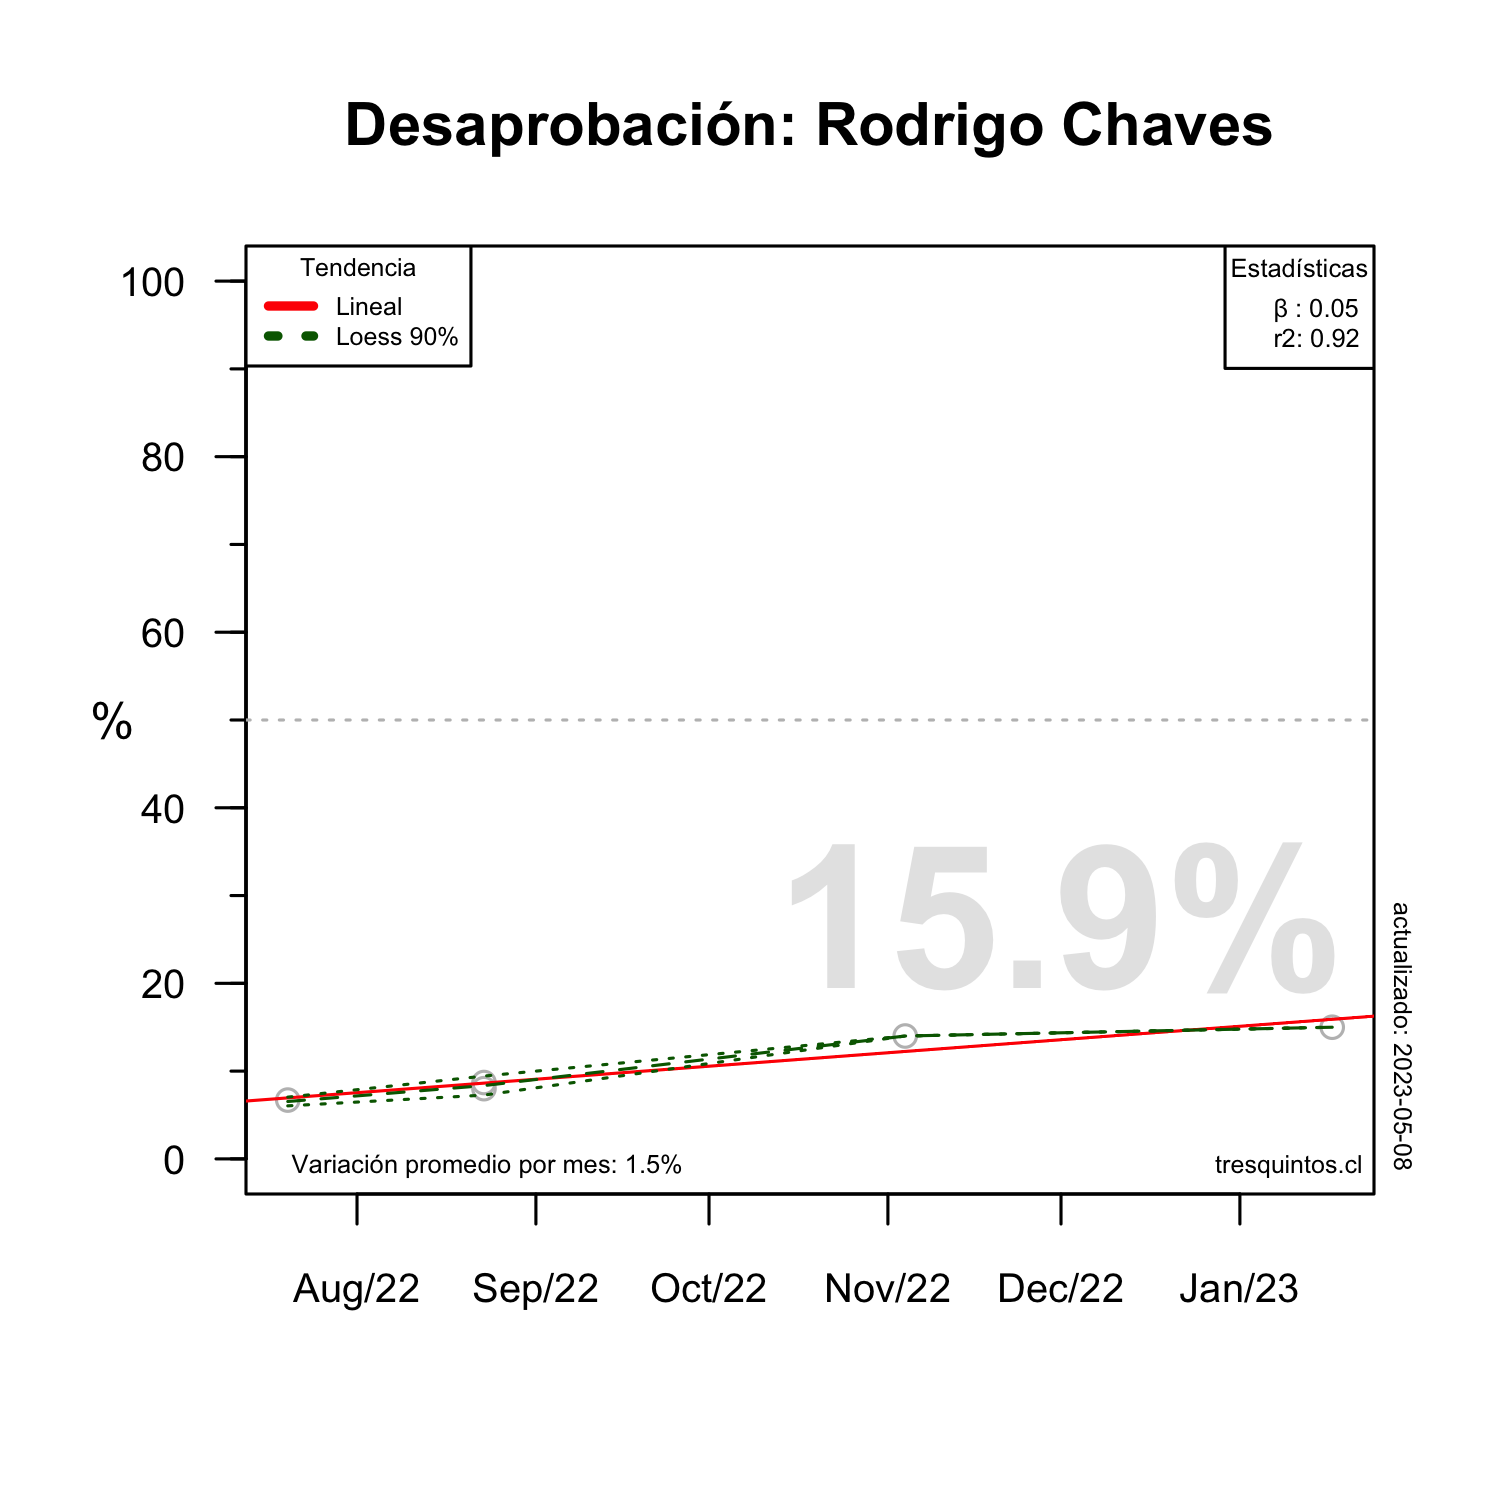 Desaprobación: Rodrigo Chaves
Tendencia
Lineal
Loess 90%
Estadísticas
β : 0.05
r2: 0.92
100
80
60
%
40
20
0
15.9%
actualizado: 2023-05-08
Variación promedio por mes: 1.5%
tresquintos.cl
Aug/22 Sep/22 Oct/22 Nov/22 Dec/22 Jan/23